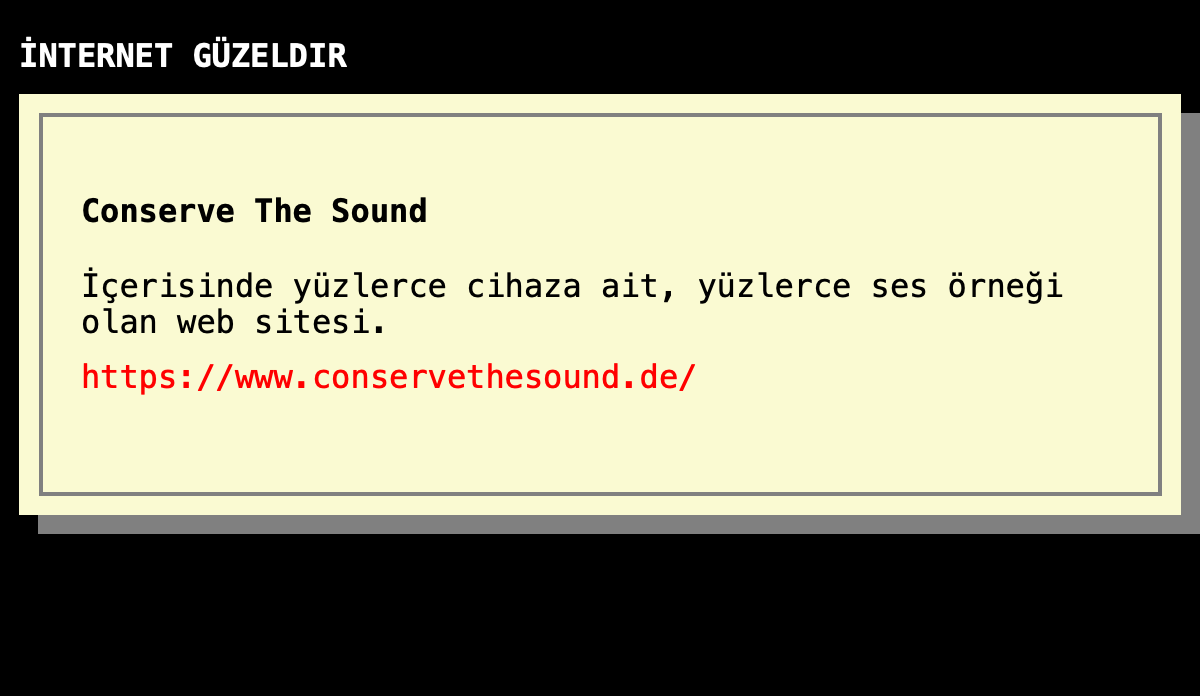 İNTERNET GÜZELDIR
Conserve The Sound
İçerisinde yüzlerce cihaza ait, yüzlerce ses örneği
olan web sitesi.
https://www.conservethesound.de/